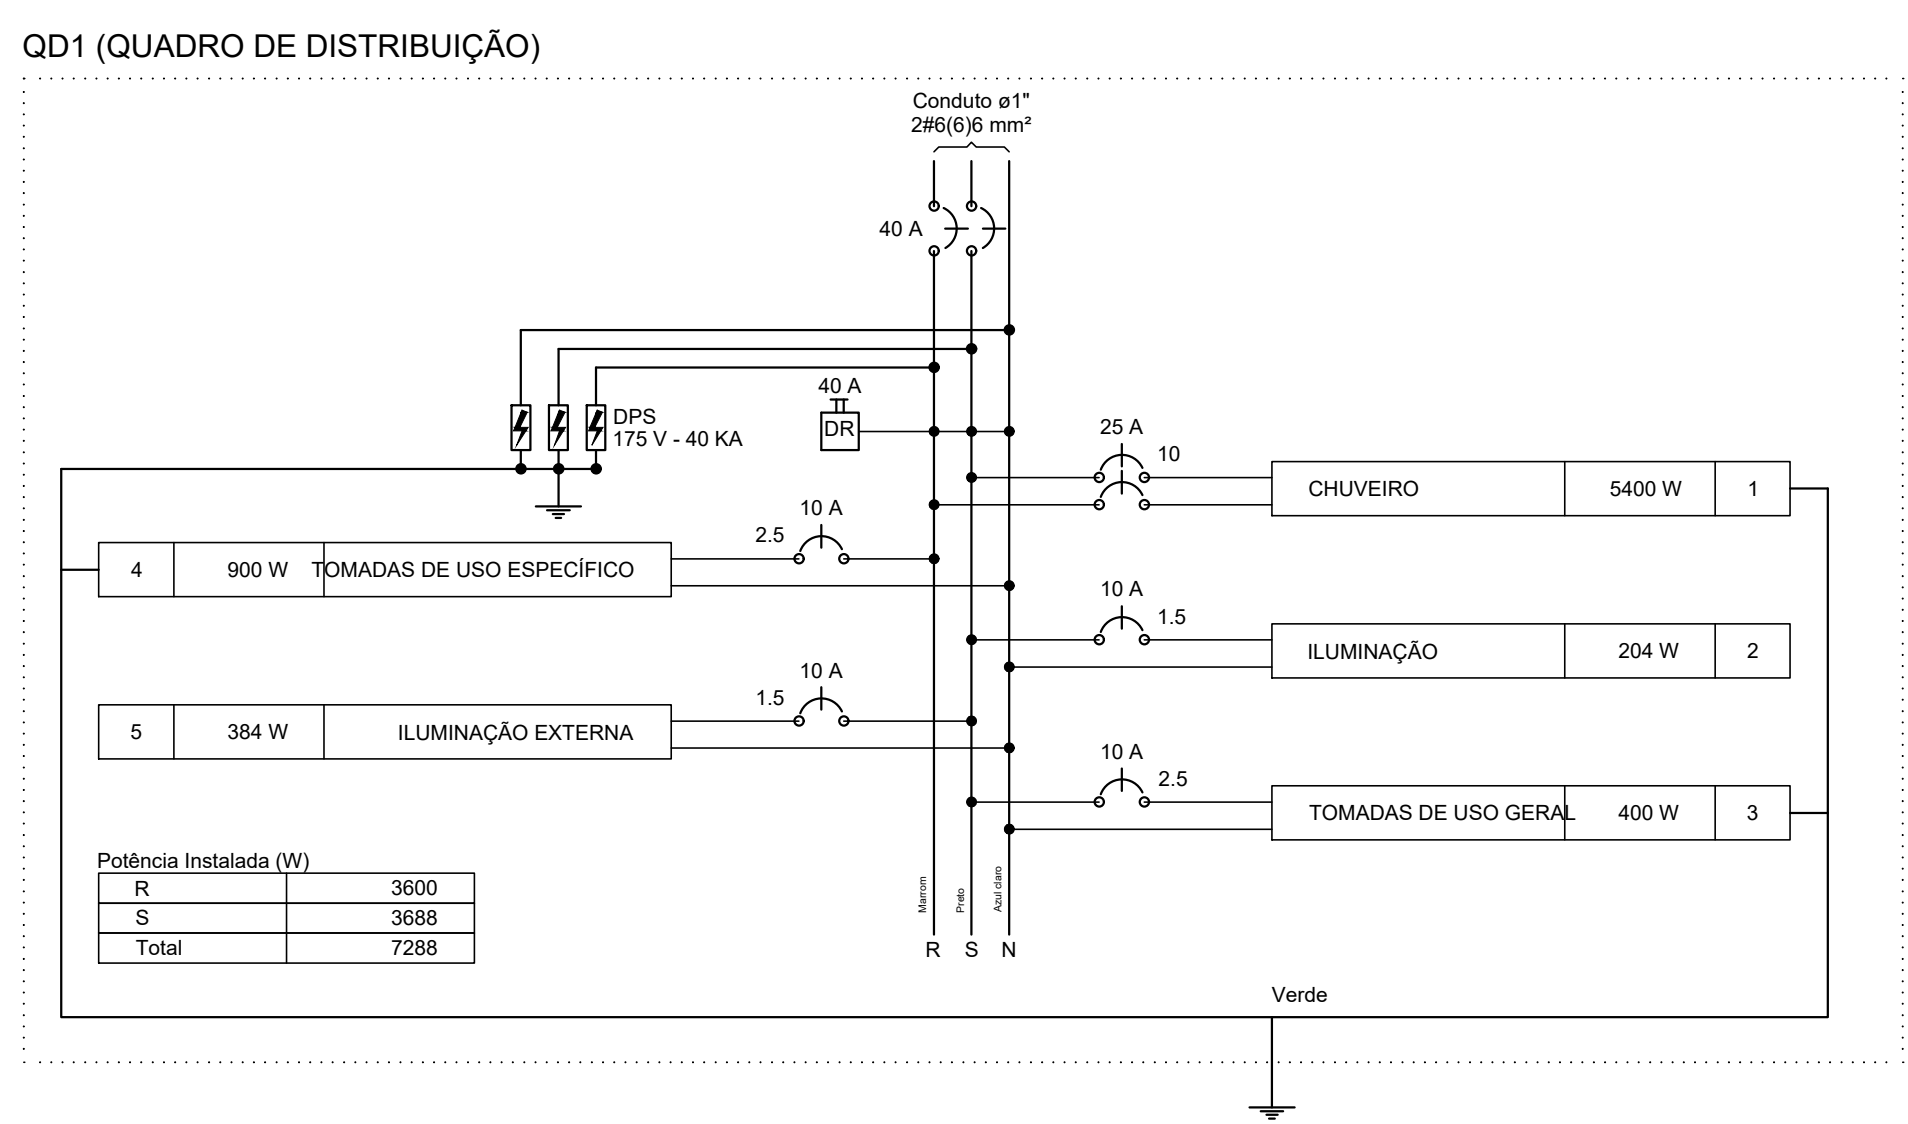 QD1 (QUADRO DE DISTRIBUIÇÃO)
Conduto ø1"
2#6(6)6 mm²
40 A
40 A
DPS
175 V - 40 KA
DR
25 A
10
CHUVEIRO 5400 W 1
10 A
2.5
4 900 W TOMADAS DE USO ESPECÍFICO
10 A
1.5
ILUMINAÇÃO 204 W 2
10 A
1.5
5 384 W ILUMINAÇÃO EXTERNA
10 A
2.5
TOMADAS DE USO GERAL 400 W 3
Potência Instalada (W)
R 3600
S 3688
Total 7288
Marrom
Preto
Azul claro
R S N
Verde